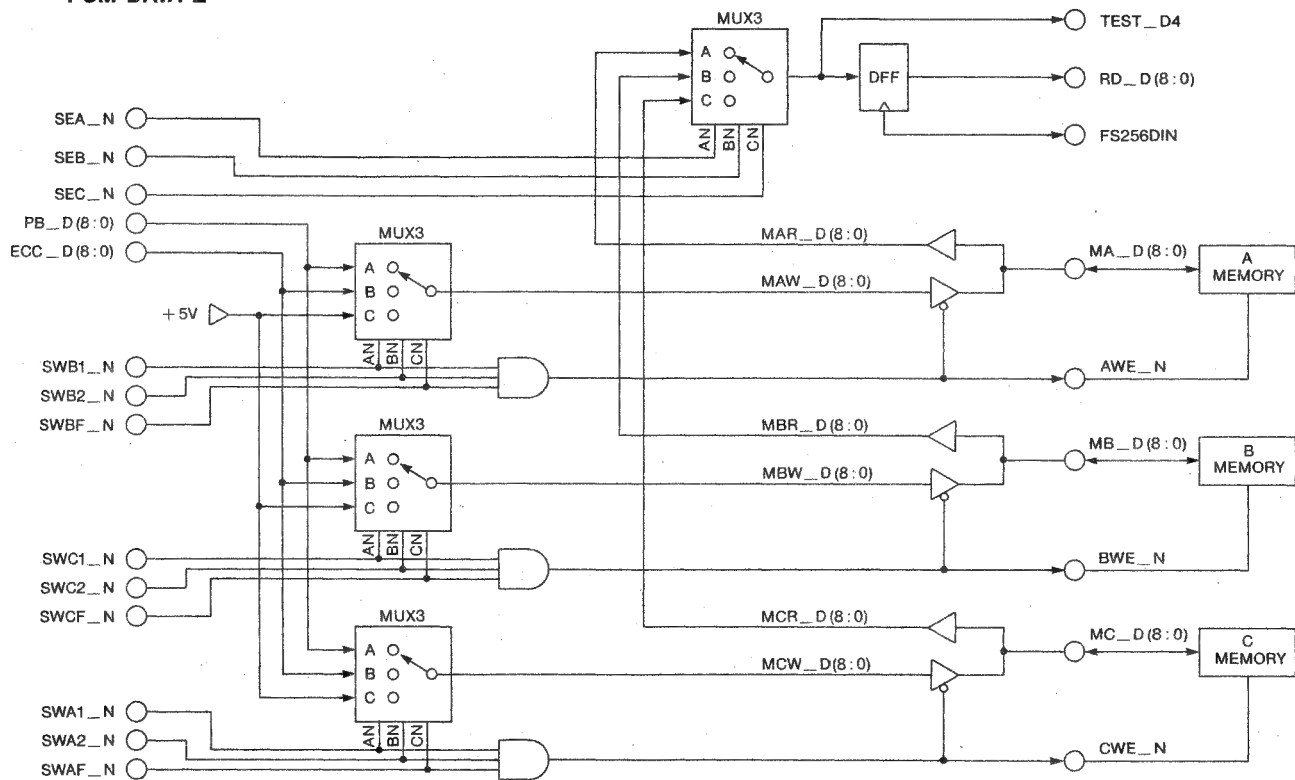 MUX3
TEST_D4
A
B
C
DFF
RD_D(8:0)
FS256DIN
AN
BN
CN
SEA_N
SEB_N
SEC_N
PB_D(8:0)
ECC_D(8:0)
+5V
MUX3
A
B
C
AN
BN
CN
MAR_D(8:0)
MAW_D(8:0)
MA_D(8:0)
A
MEMORY
SWB1_N
SWB2_N
SWBF_N
AWE_N
MUX3
A
B
C
AN
BN
CN
MBR_D(8:0)
MBW_D(8:0)
MB_D(8:0)
B
MEMORY
SWC1_N
SWC2_N
SWCF_N
BWE_N
MUX3
A
B
C
AN
BN
CN
MCR_D(8:0)
MCW_D(8:0)
MC_D(8:0)
C
MEMORY
SWA1_N
SWA2_N
SWAF_N
CWE_N